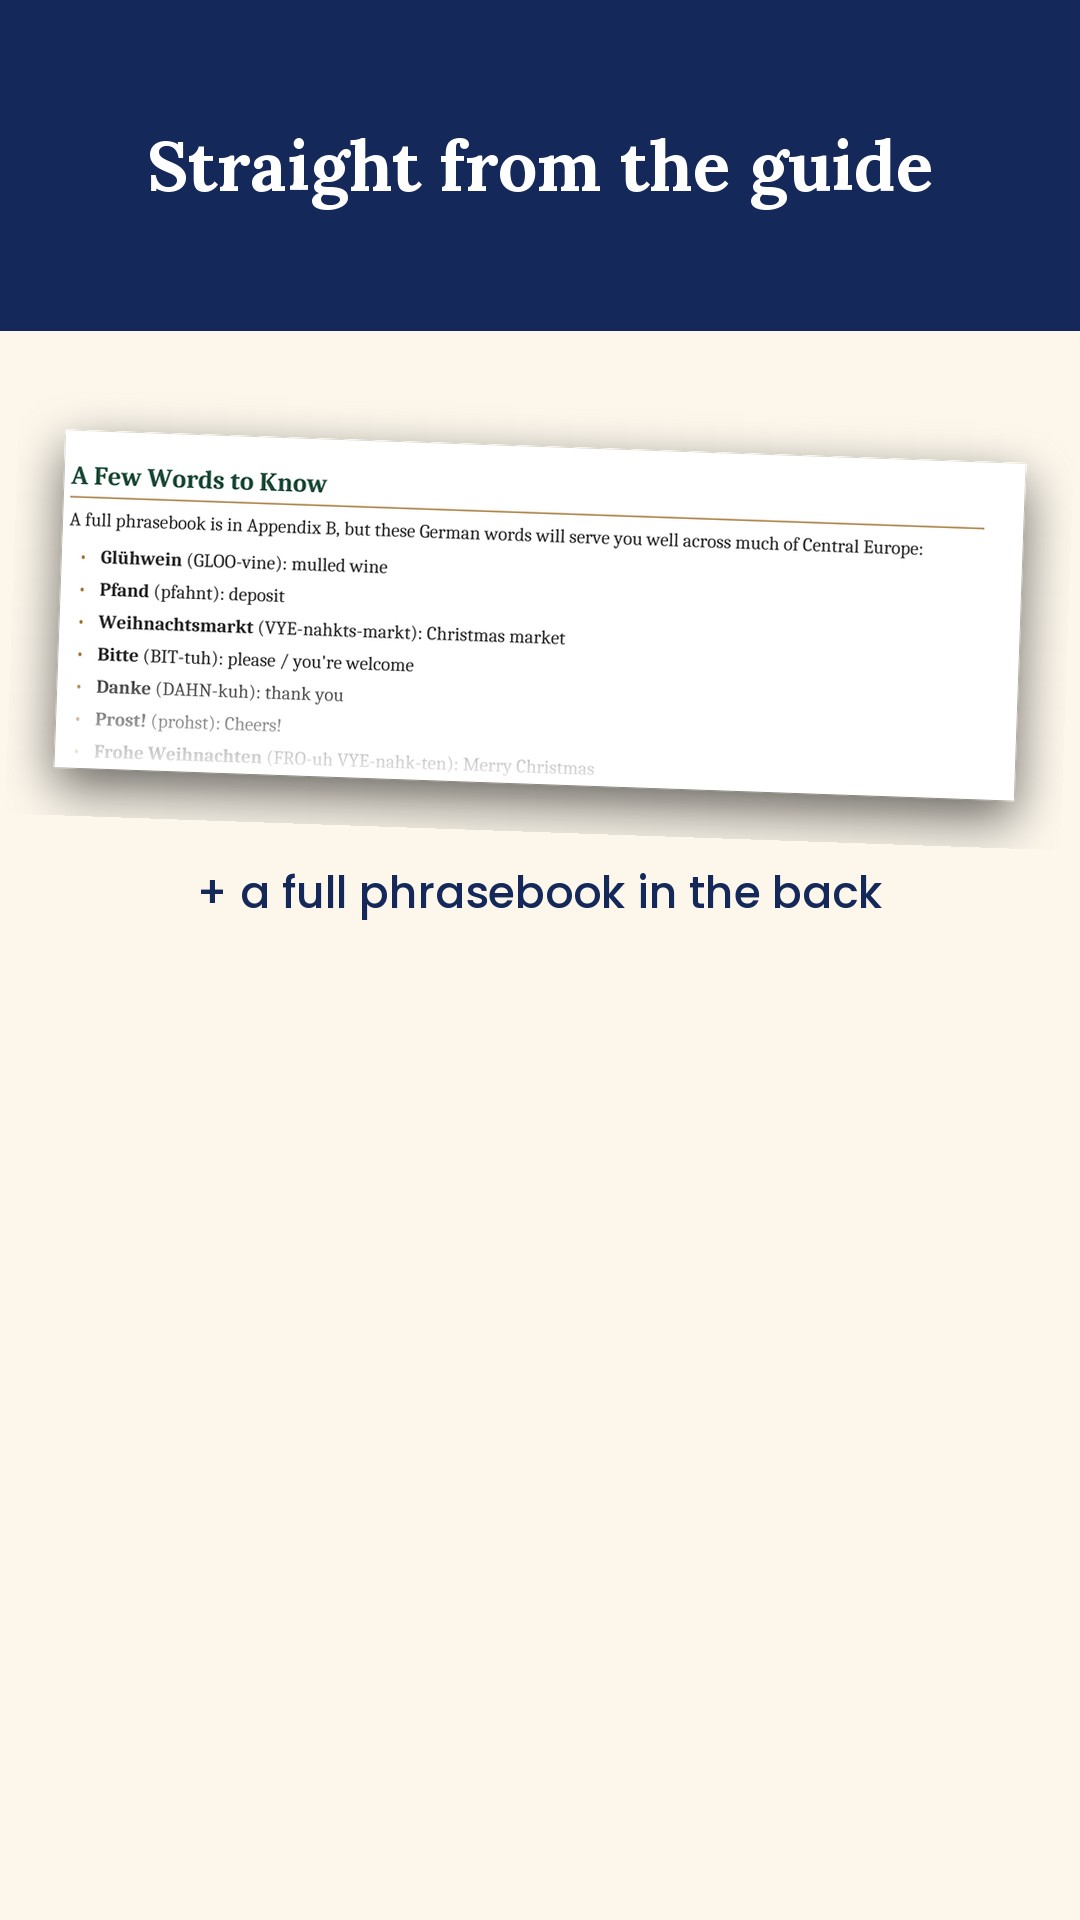 Straight from the guide
A Few Words to Know
A full phrasebook is in Appendix B, but these German words will serve you well across much of Central Europe:
• Glühwein (GLOO-vine): mulled wine
• Pfand (pfahnt): deposit
• Weihnachtsmarkt (VYE-nahkts-markt): Christmas market
• Bitte (BIT-tuh): please / you're welcome
• Danke (DAHN-kuh): thank you
• Prost! (prohst): Cheers!
• Frohe Weihnachten (FRO-uh VYE-nahk-ten): Merry Christmas
+ a full phrasebook in the back